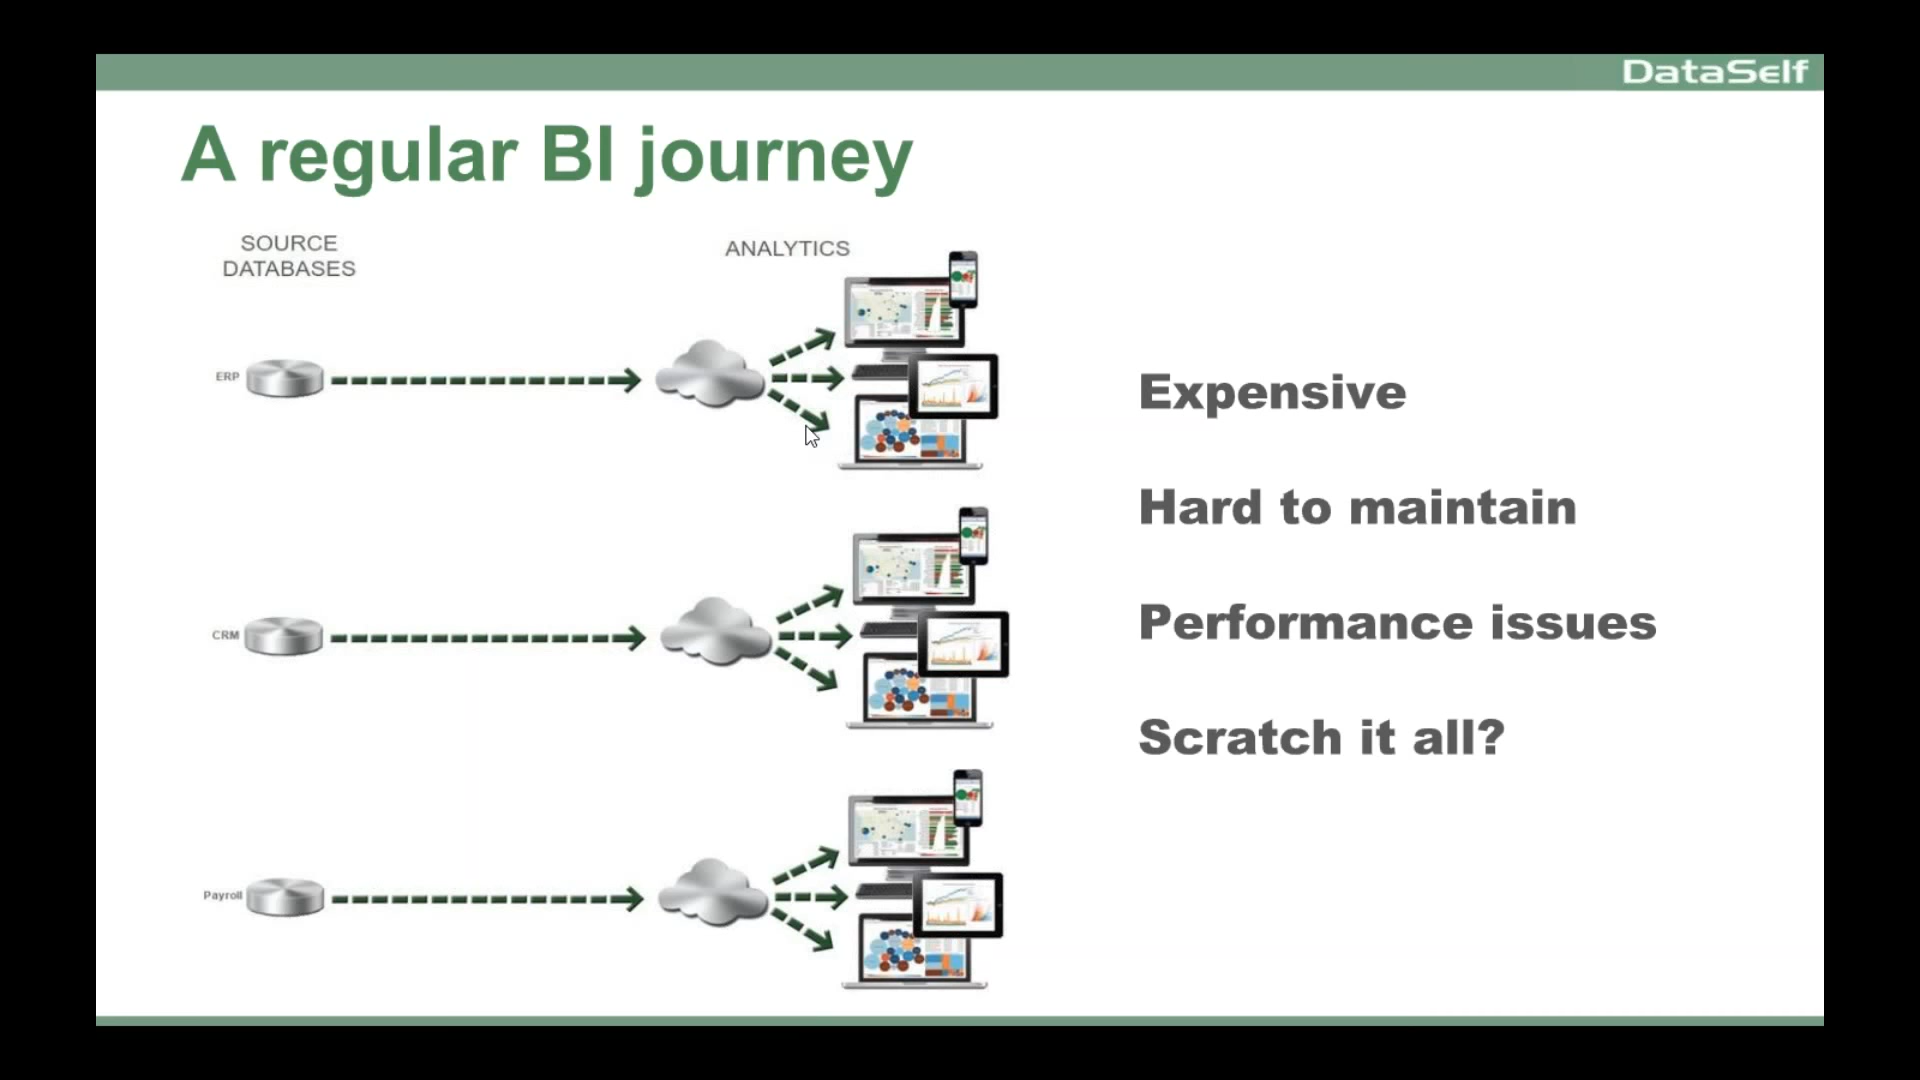 DataSelf
A regular BI journey
SOURCE
DATABASES
ANALYTICS
ERP
CRM
Payroll
Expensive
Hard to maintain
Performance issues
Scratch it all?